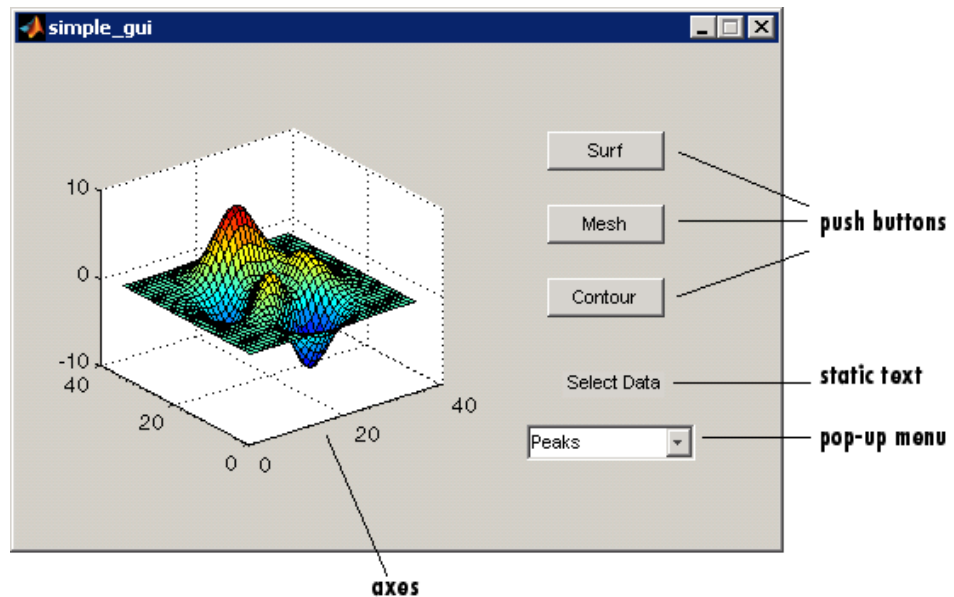 simple_gui
10
0
-10
40
20
0
0
20
40
Surf
Mesh
Contour
Select Data
Peaks
push buttons
static text
pop-up menu
axes